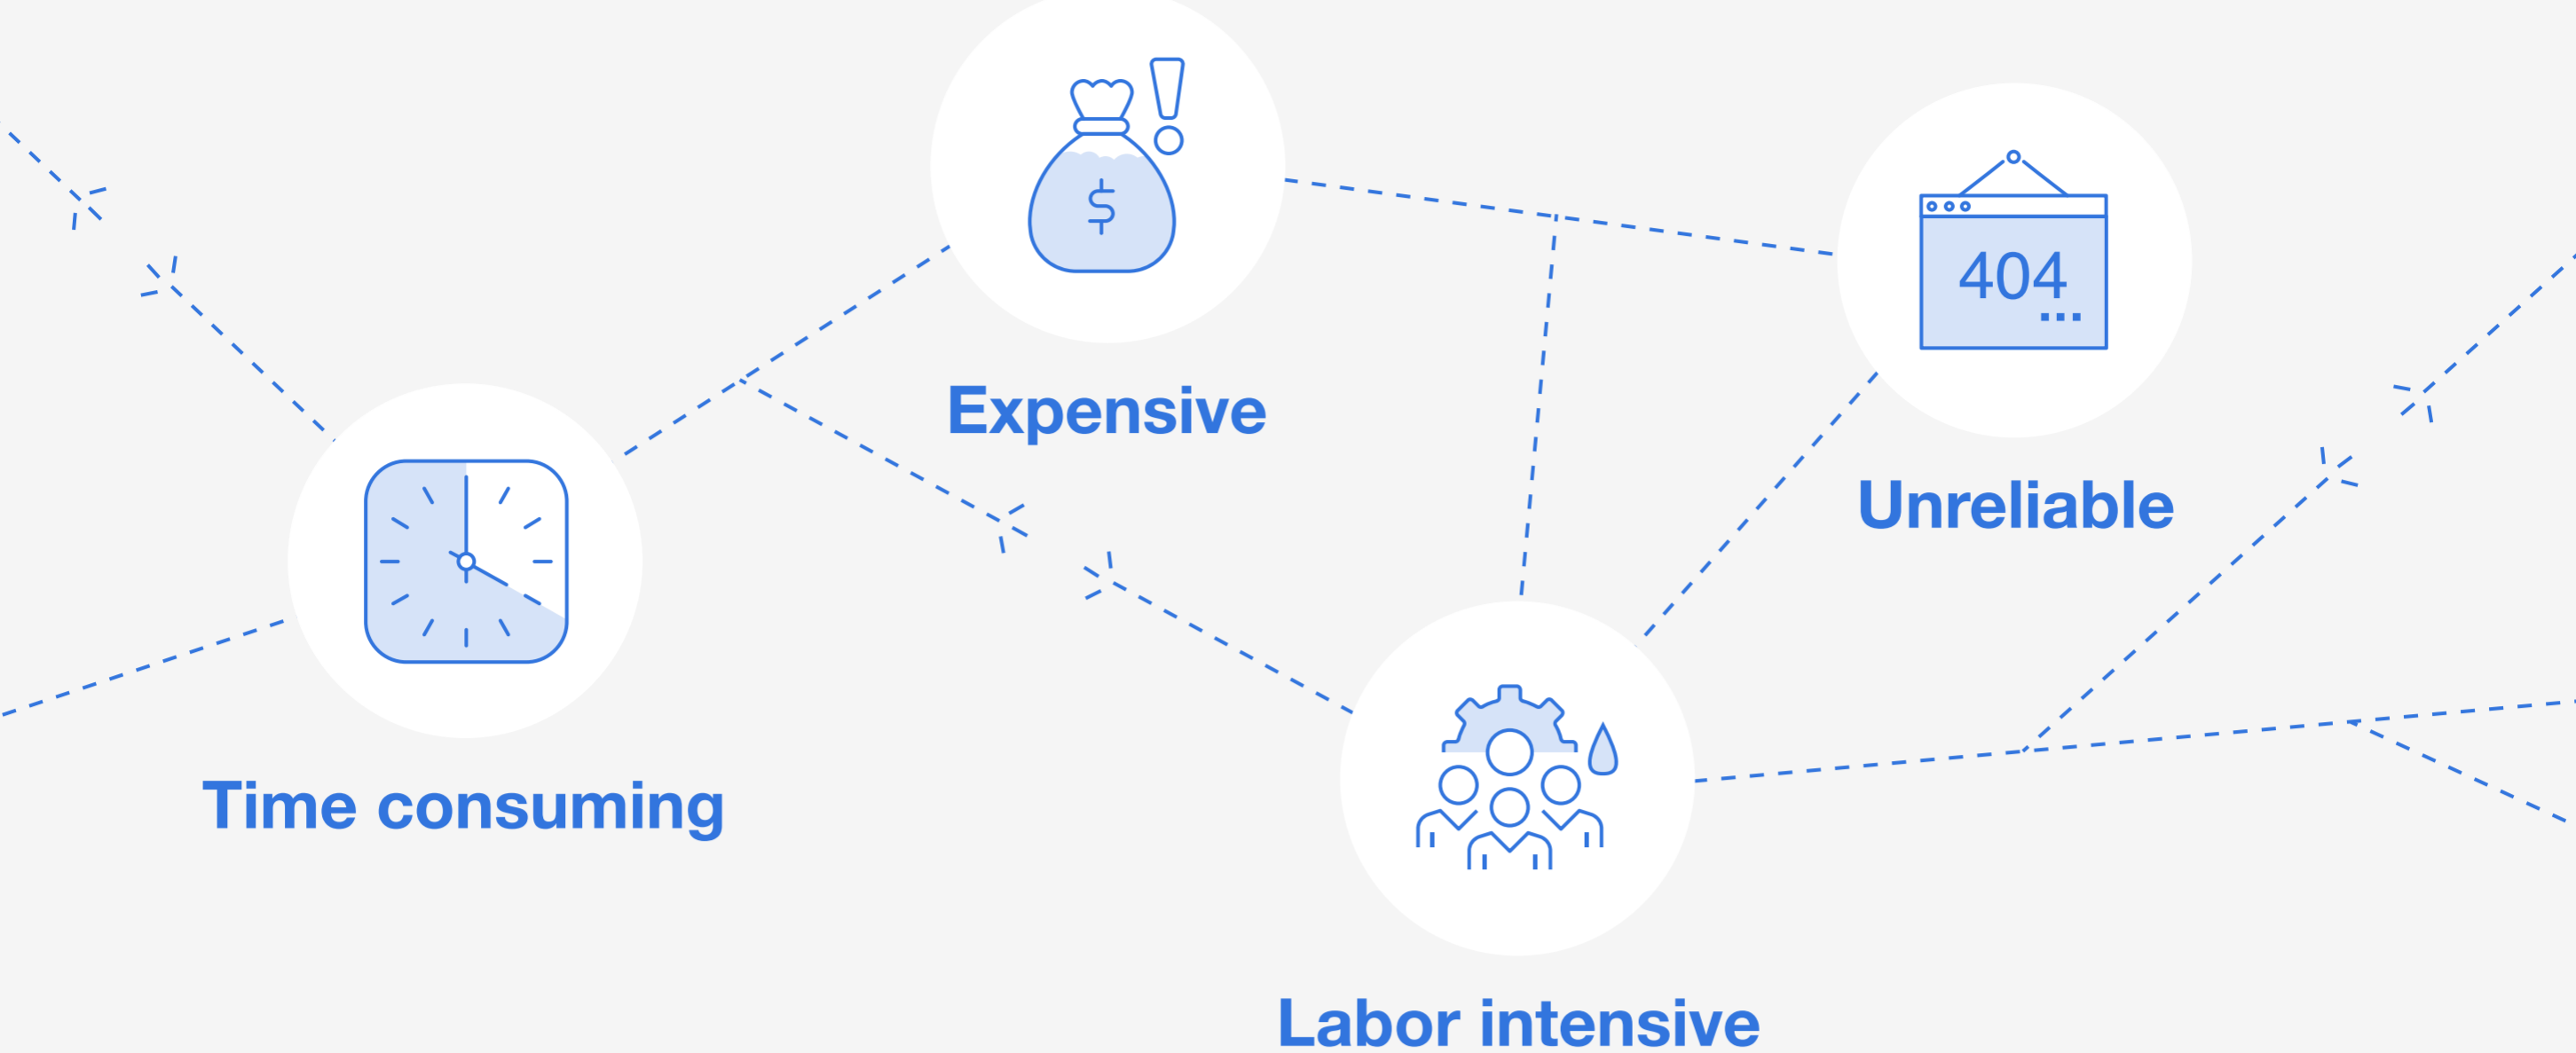 $
Expensive
404
...
Unreliable
Time consuming
Labor intensive